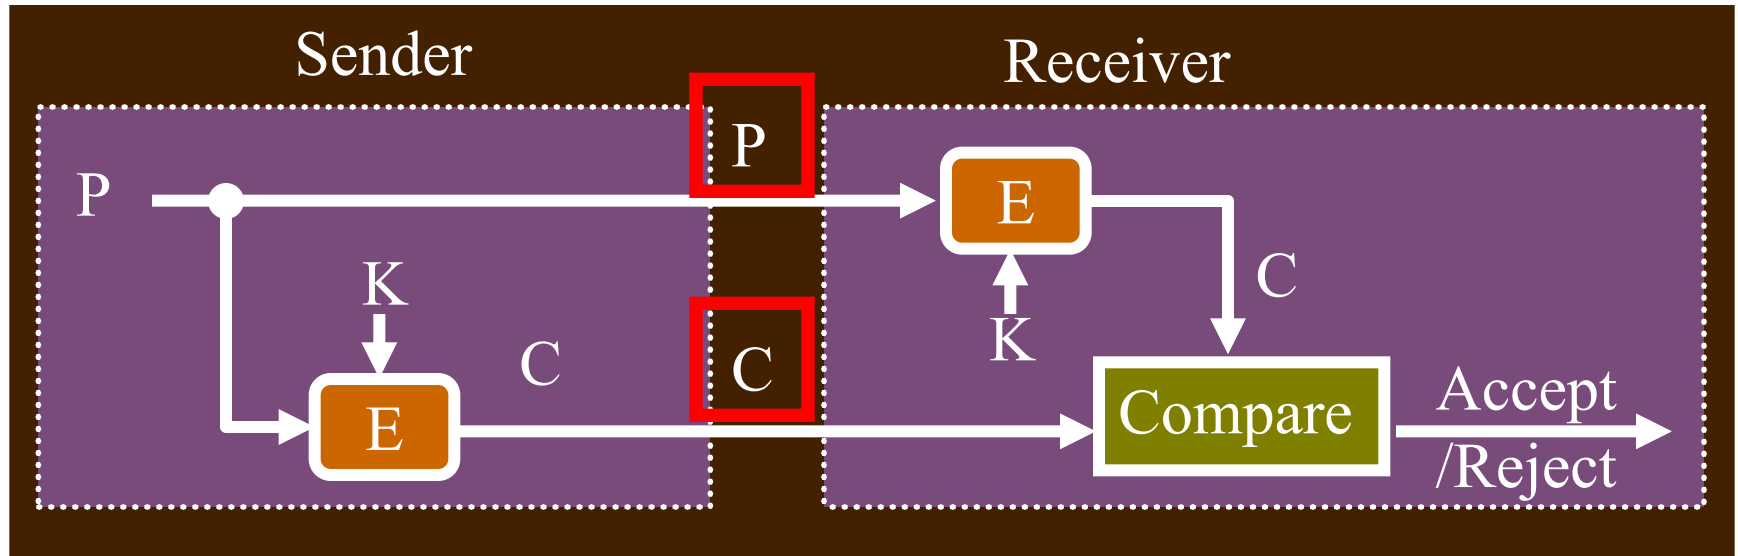 Sender
Receiver
P
P
E
K
C
K
C
C
E
Compare
Accept
/Reject